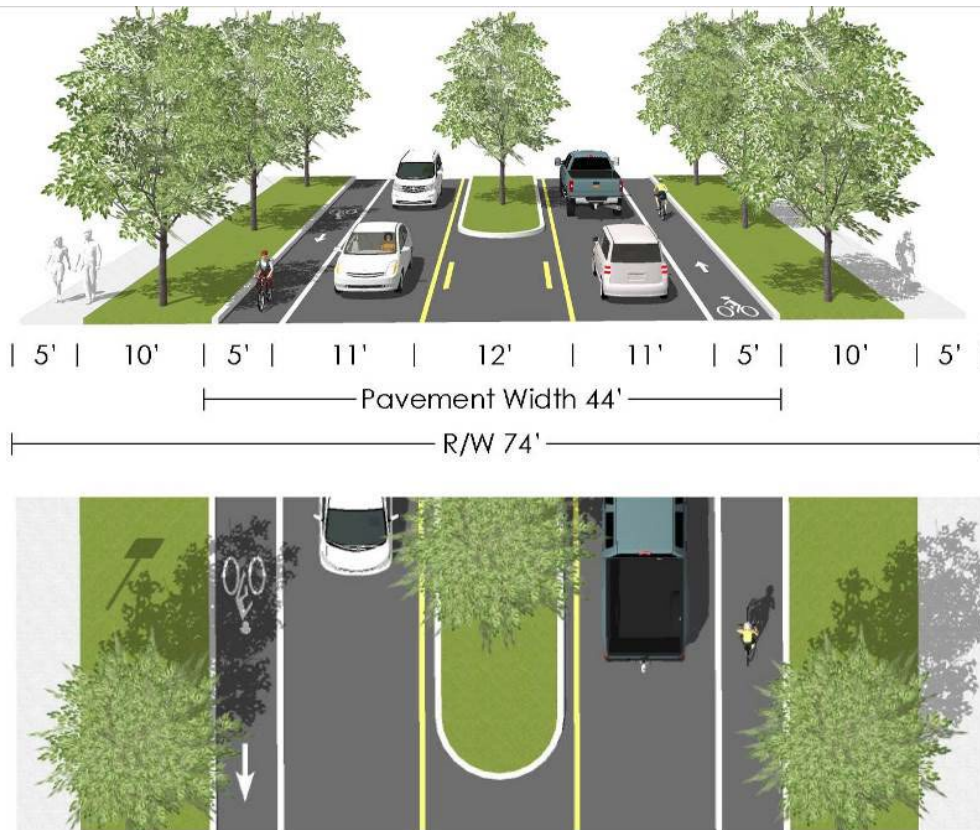 | 5' | 10' | 5' | 11' | 12' | 11' | 5' | 10' | 5'
Pavement Width 44'
R/W 74'